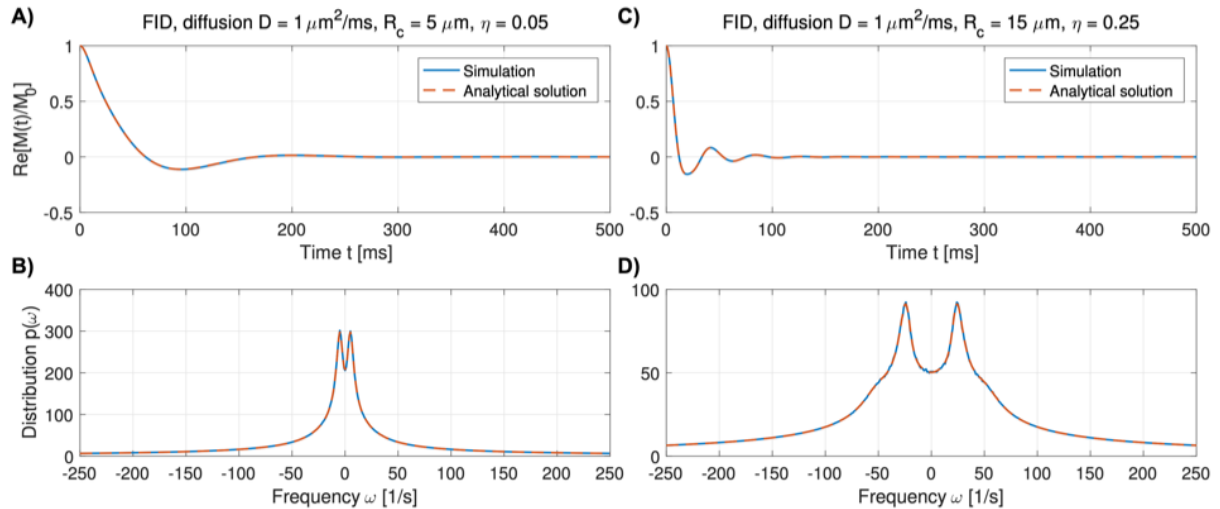 A)
FID, diffusion D = 1 μm²/ms, R_c = 5 μm, η = 0.05
Re[M(t)/M_0]
1
0.5
0
-0.5
Simulation
Analytical solution
0 100 200 300 400 500
Time t [ms]
B)
Distribution p(ω)
400
300
200
100
0
-250 -200 -150 -100 -50 0 50 100 150 200 250
Frequency ω [1/s]
C)
FID, diffusion D = 1 μm²/ms, R_c = 15 μm, η = 0.25
1
0.5
0
-0.5
Simulation
Analytical solution
0 100 200 300 400 500
Time t [ms]
D)
100
50
0
-250 -200 -150 -100 -50 0 50 100 150 200 250
Frequency ω [1/s]